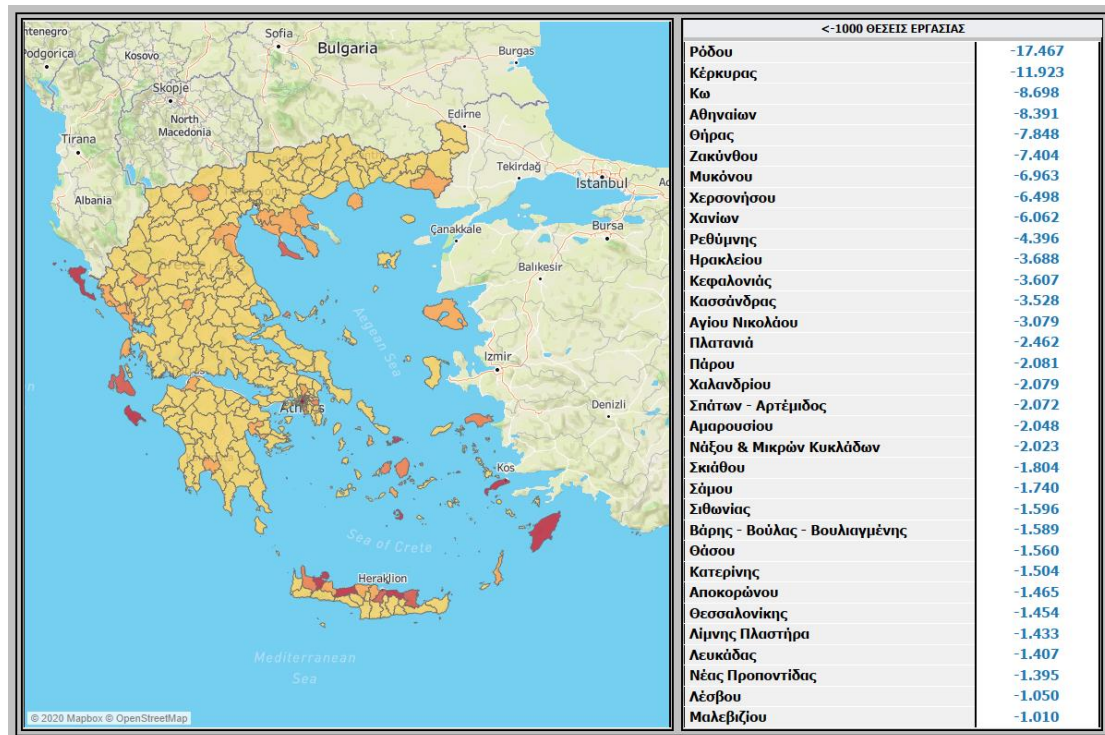 ntenegro
Sofia
Bulgaria
Burgas
Podgorica
Kosovo
Skopje
North
Macedonia
Edirne
Tirana
Tekirdağ
Istanbul
Albania
Çanakkale
Bursa
Balıkesir
Aegean Sea
Izmir
Denizli
Kos
Sea of Crete
Heraklion
Mediterranean
Sea
© 2020 Mapbox © OpenStreetMap
<-1000 ΘΕΣΕΙΣ ΕΡΓΑΣΙΑΣ
Ρόδου -17.467
Κέρκυρας -11.923
Κω -8.698
Αθηναίων -8.391
Θήρας -7.848
Ζακύνθου -7.404
Μυκόνου -6.963
Χερσονήσου -6.498
Χανίων -6.062
Ρεθύμνης -4.396
Ηρακλείου -3.688
Κεφαλονιάς -3.607
Κασσάνδρας -3.528
Αγίου Νικολάου -3.079
Πλατανιά -2.462
Πάρου -2.081
Χαλανδρίου -2.079
Σπάτων - Αρτέμιδος -2.072
Αμαρουσίου -2.048
Νάξου & Μικρών Κυκλάδων -2.023
Σκιάθου -1.804
Σάμου -1.740
Σιθωνίας -1.596
Βάρης - Βούλας - Βουλιαγμένης -1.589
Θάσου -1.560
Κατερίνης -1.504
Αποκορώνου -1.465
Θεσσαλονίκης -1.454
Λίμνης Πλαστήρα -1.433
Λευκάδας -1.407
Νέας Προποντίδας -1.395
Λέσβου -1.050
Μαλεβιζίου -1.010